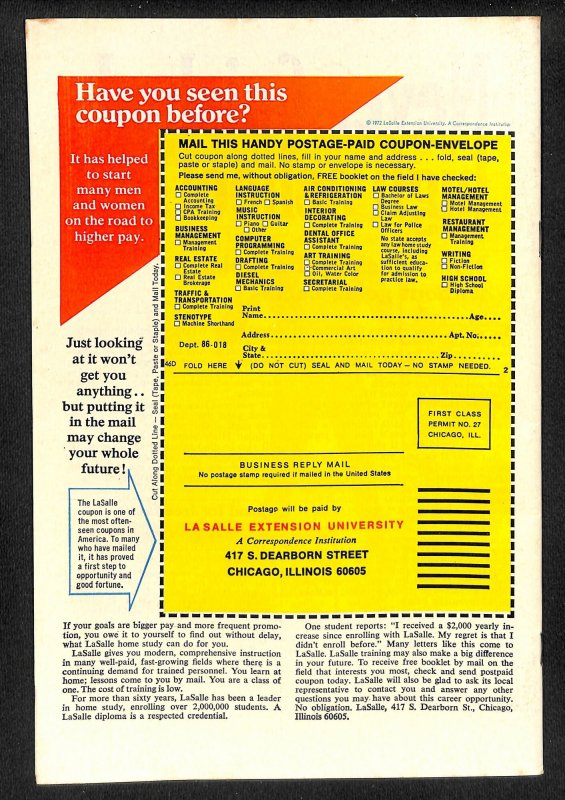 Have you seen this
coupon before?
© 1972 LaSalle Extension University. A Correspondence Institution
It has helped
to start
many men
and women
on the road to
higher pay.
MAIL THIS HANDY POSTAGE-PAID COUPON-ENVELOPE
Cut coupon along dotted lines, fill in your name and address . . . fold, seal (tape,
paste or staple) and mail. No stamp or envelope is necessary.
Please send me, without obligation, FREE booklet on the field I have checked:
ACCOUNTING
Complete
Accounting
Income Tax
CPA Training
Bookkeeping
BUSINESS
MANAGEMENT
Management
Training
REAL ESTATE
Complete Real
Estate
Real Estate
Brokerage
TRAFFIC &
TRANSPORTATION
Complete Training
STENOTYPE
Machine Shorthand
LANGUAGE
INSTRUCTION
French Spanish
MUSIC
INSTRUCTION
Piano Guitar
Other
COMPUTER
PROGRAMMING
Complete Training
DRAFTING
Complete Training
DIESEL
MECHANICS
Basic Training
AIR CONDITIONING
& REFRIGERATION
Basic Training
INTERIOR
DECORATING
Complete Training
DENTAL OFFICE
ASSISTANT
Complete Training
ART TRAINING
Complete Training
Commercial Art
Oil, Water Color
SECRETARIAL
Complete Training
LAW COURSES
Bachelor of Laws
Degree
Business Law
Claim Adjusting
Law
Law for Police
Officers
No state accepts
any law home study
course, including
LaSalle's, as
sufficient educa-
tion to qualify
for admission to
practice law.
MOTEL/HOTEL
MANAGEMENT
Motel Management
Hotel Management
RESTAURANT
MANAGEMENT
Management
Training
WRITING
Fiction
Non-Fiction
HIGH SCHOOL
High School
Diploma
Print
Name Age
Address Apt. No.
Dept. 86-018
City &
State Zip
46D FOLD HERE (DO NOT CUT) SEAL AND MAIL TODAY – NO STAMP NEEDED. 2
Cut Along Dotted Line — Seal (Tape, Paste or Staple) and Mail Today.
Just looking
at it won't
get you
anything . .
but putting it
in the mail
may change
your whole
future!
The LaSalle
coupon is one of
the most often-
seen coupons in
America. To many
who have mailed
it, it has proved
a first step to
opportunity and
good fortune.
FIRST CLASS
PERMIT NO. 27
CHICAGO, ILL.
BUSINESS REPLY MAIL
No postage stamp required if mailed in the United States
Postage will be paid by
LA SALLE EXTENSION UNIVERSITY
A Correspondence Institution
417 S. DEARBORN STREET
CHICAGO, ILLINOIS 60605
If your goals are bigger pay and more frequent promo-
tion, you owe it to yourself to find out without delay,
what LaSalle home study can do for you.
LaSalle gives you modern, comprehensive instruction
in many well-paid, fast-growing fields where there is a
continuing demand for trained personnel. You learn at
home; lessons come to you by mail. You are a class of
one. The cost of training is low.
For more than sixty years, LaSalle has been a leader
in home study, enrolling over 2,000,000 students. A
LaSalle diploma is a respected credential.
One student reports: "I received a $2,000 yearly in-
crease since enrolling with LaSalle. My regret is that I
didn't enroll before." Many letters like this come to
LaSalle. LaSalle training may also make a big difference
in your future. To receive free booklet by mail on the
field that interests you most, check and send postpaid
coupon today. LaSalle will also be glad to ask its local
representative to contact you and answer any other
questions you may have about this career opportunity.
No obligation. LaSalle, 417 S. Dearborn St., Chicago,
Illinois 60605.